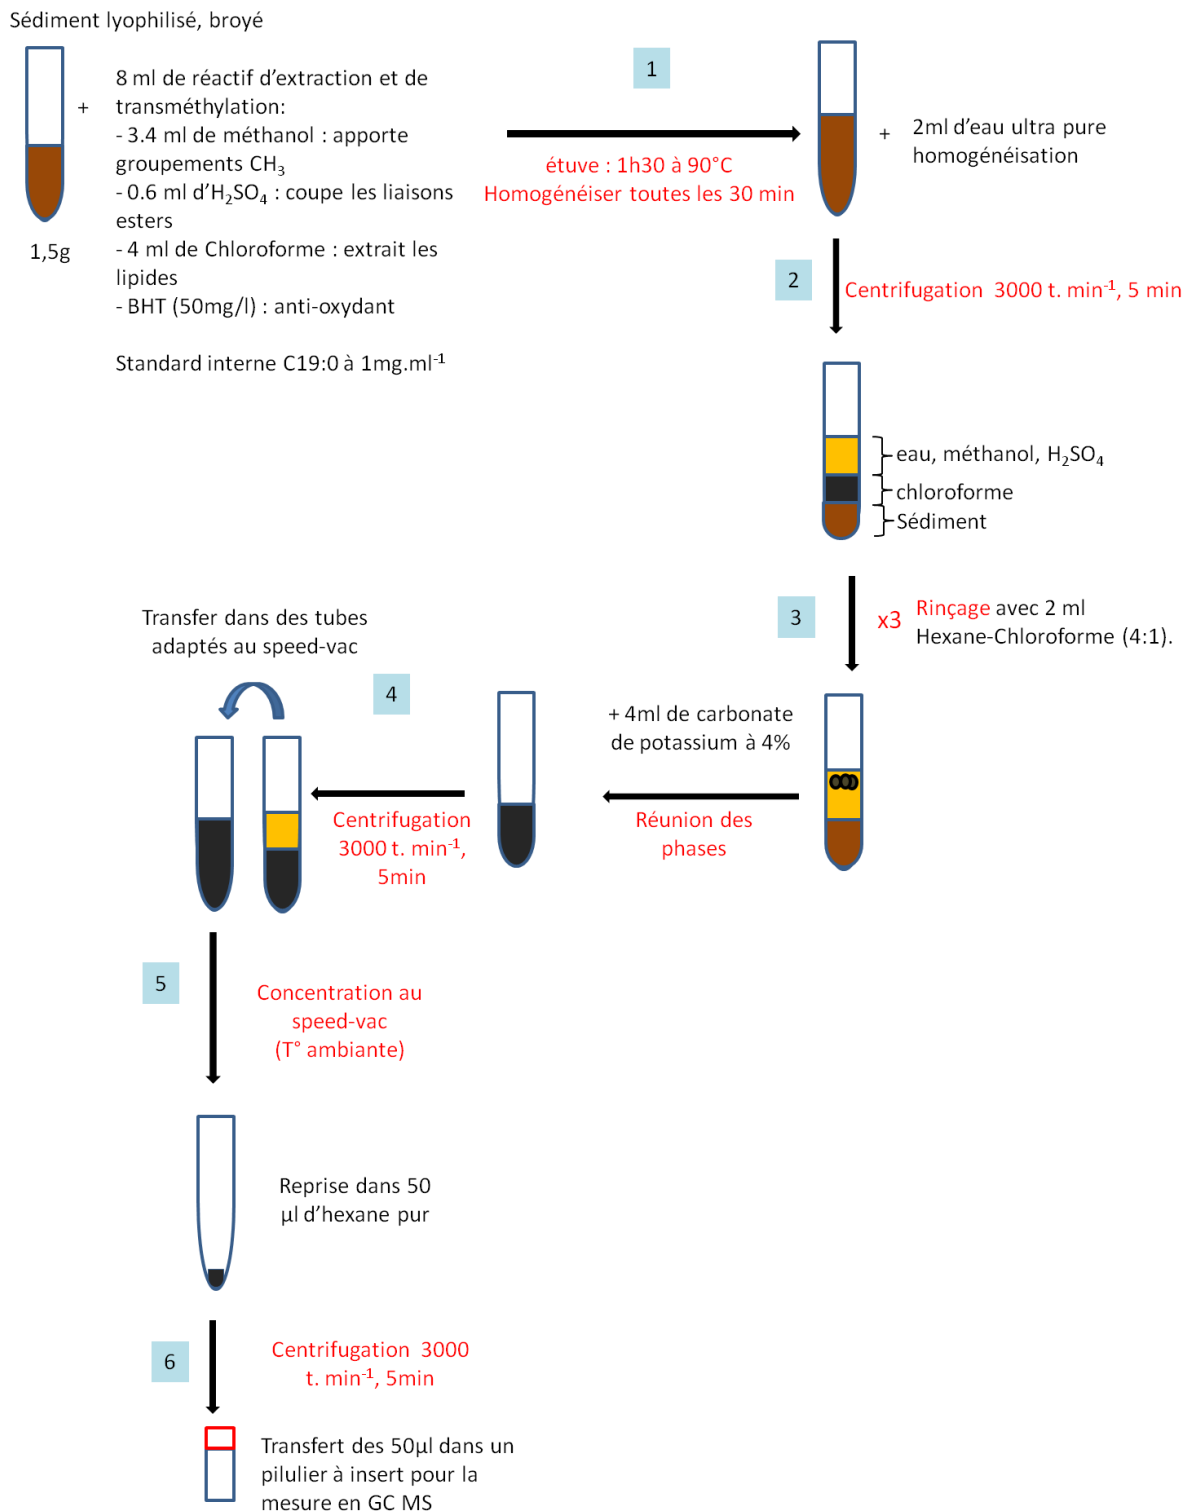 Sédiment lyophilisé, broyé
+
8 ml de réactif d’extraction et de
transméthylation:
- 3.4 ml de méthanol : apporte
groupements CH₃
- 0.6 ml d’H₂SO₄ : coupe les liaisons
esters
- 4 ml de Chloroforme : extrait les
lipides
- BHT (50mg/l) : anti-oxydant
Standard interne C19:0 à 1mg.ml⁻¹
1,5g
1
étuve : 1h30 à 90°C
Homogénéiser toutes les 30 min
+
2ml d’eau ultra pure
homogénéisation
2
Centrifugation 3000 t. min⁻¹, 5 min
eau, méthanol, H₂SO₄
chloroforme
Sédiment
3
x3
Rinçage avec 2 ml
Hexane-Chloroforme (4:1).
+ 4ml de carbonate
de potassium à 4%
Réunion des
phases
4
Centrifugation
3000 t. min⁻¹,
5min
Transfer dans des tubes
adaptés au speed-vac
5
Concentration au
speed-vac
(T° ambiante)
Reprise dans 50
µl d’hexane pur
6
Centrifugation 3000
t. min⁻¹, 5min
Transfert des 50µl dans un
pilulier à insert pour la
mesure en GC MS